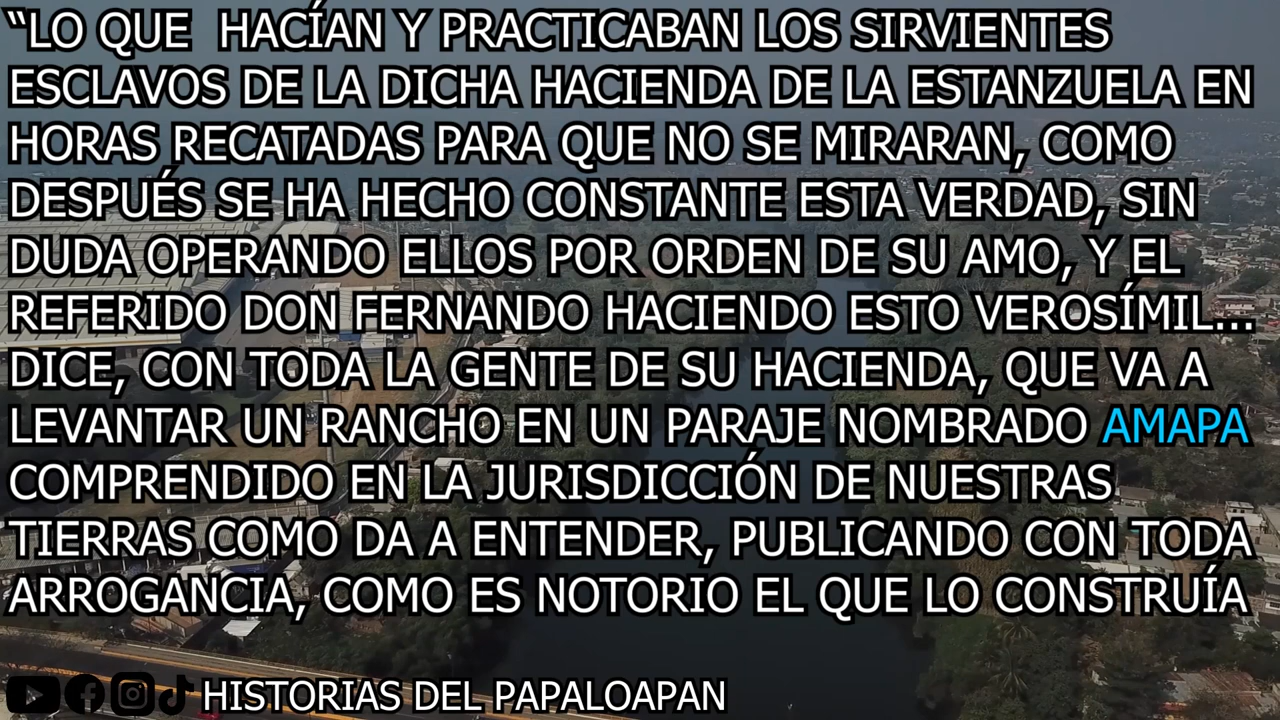 “LO QUE HACÍAN Y PRACTICABAN LOS SIRVIENTES
ESCLAVOS DE LA DICHA HACIENDA DE LA ESTANZUELA EN
HORAS RECATADAS PARA QUE NO SE MIRARAN, COMO
DESPUÉS SE HA HECHO CONSTANTE ESTA VERDAD, SIN
DUDA OPERANDO ELLOS POR ORDEN DE SU AMO, Y EL
REFERIDO DON FERNANDO HACIENDO ESTO VEROSÍMIL...
DICE, CON TODA LA GENTE DE SU HACIENDA, QUE VA A
LEVANTAR UN RANCHO EN UN PARAJE NOMBRADO AMAPA
COMPRENDIDO EN LA JURISDICCIÓN DE NUESTRAS
TIERRAS COMO DA A ENTENDER, PUBLICANDO CON TODA
ARROGANCIA, COMO ES NOTORIO EL QUE LO CONSTRUÍA
HISTORIAS DEL PAPALOAPAN